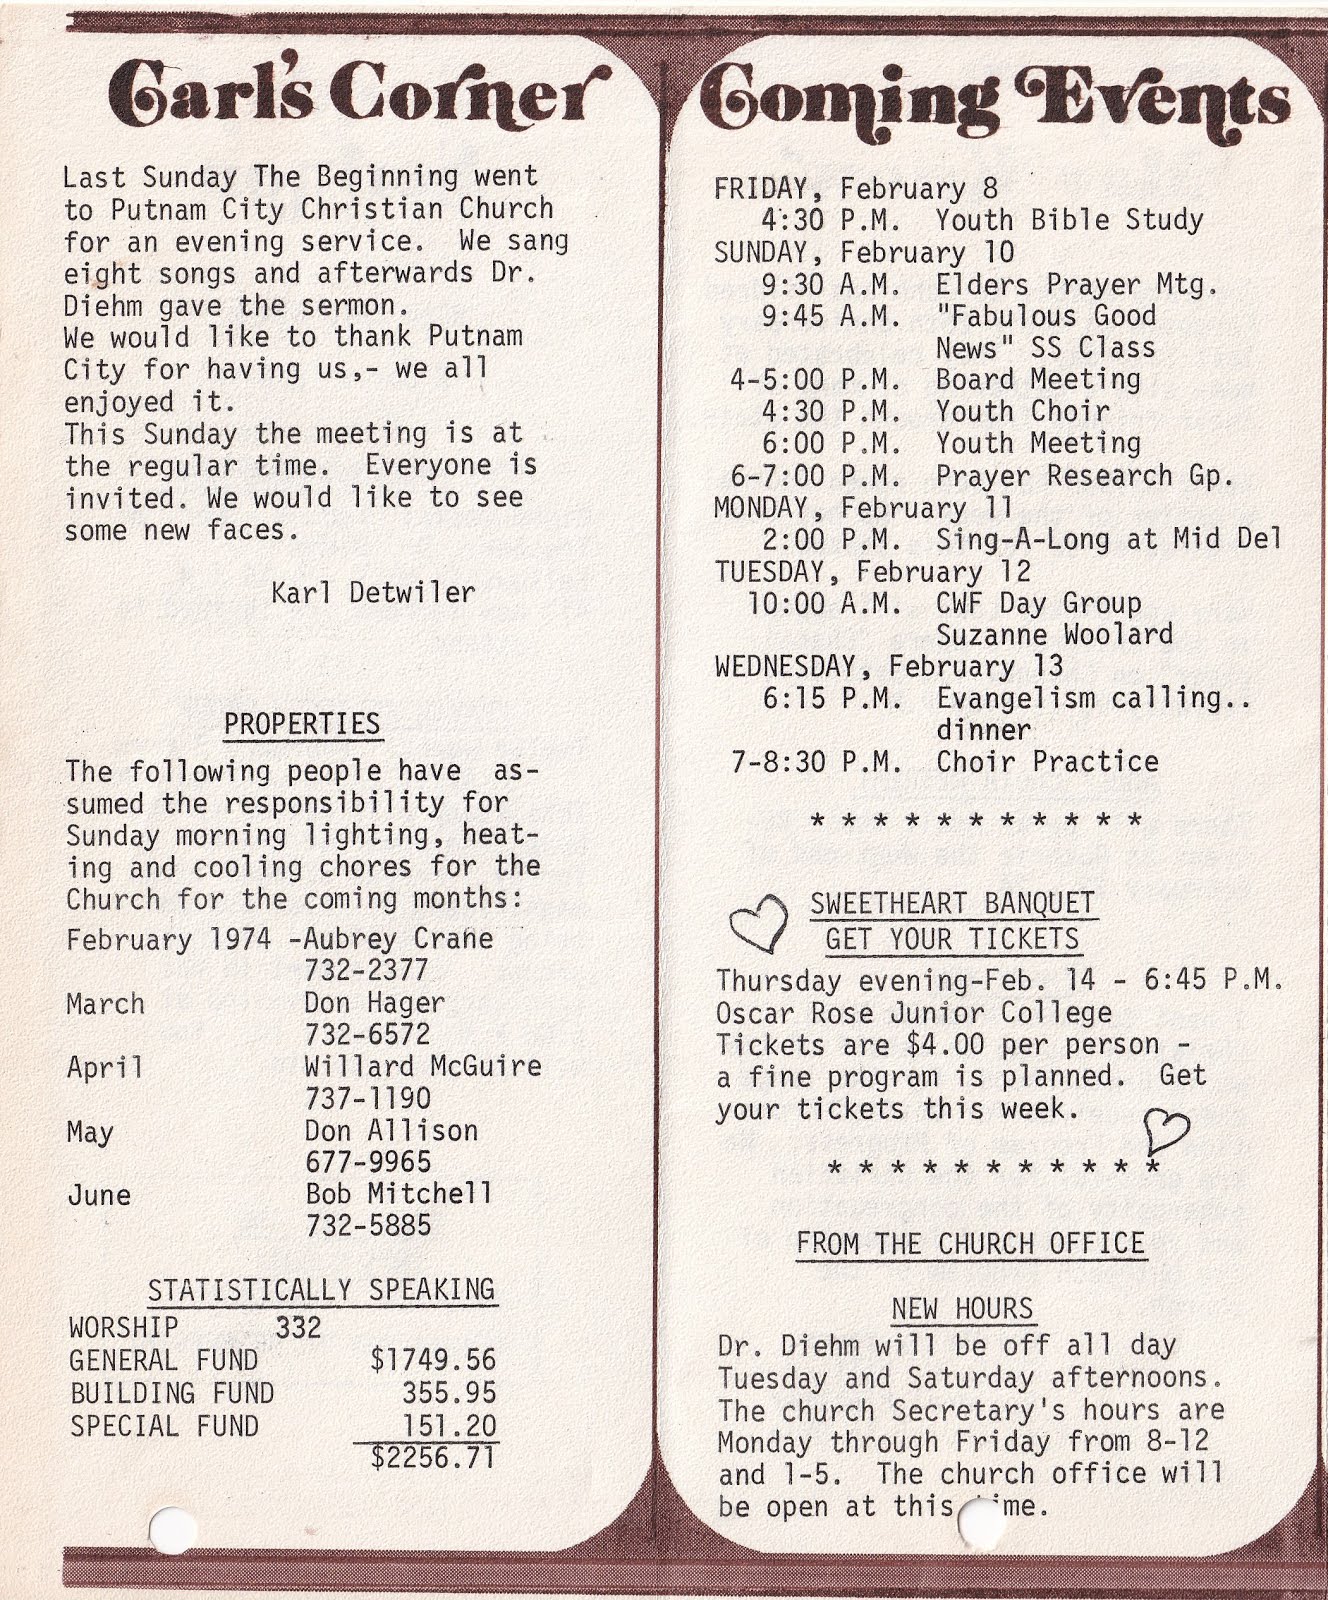 Carl's Corner
Last Sunday The Beginning went
to Putnam City Christian Church
for an evening service. We sang
eight songs and afterwards Dr.
Diehm gave the sermon.
We would like to thank Putnam
City for having us,- we all
enjoyed it.
This Sunday the meeting is at
the regular time. Everyone is
invited. We would like to see
some new faces.
Karl Detwiler
PROPERTIES
The following people have as-
sumed the responsibility for
Sunday morning lighting, heat-
ing and cooling chores for the
Church for the coming months:
February 1974 -Aubrey Crane
732-2377
March Don Hager
732-6572
April Willard McGuire
737-1190
May Don Allison
677-9965
June Bob Mitchell
732-5885
STATISTICALLY SPEAKING
WORSHIP 332
GENERAL FUND $1749.56
BUILDING FUND 355.95
SPECIAL FUND 151.20
$2256.71
Coming Events
FRIDAY, February 8
4:30 P.M. Youth Bible Study
SUNDAY, February 10
9:30 A.M. Elders Prayer Mtg.
9:45 A.M. "Fabulous Good
News" SS Class
4-5:00 P.M. Board Meeting
4:30 P.M. Youth Choir
6:00 P.M. Youth Meeting
6-7:00 P.M. Prayer Research Gp.
MONDAY, February 11
2:00 P.M. Sing-A-Long at Mid Del
TUESDAY, February 12
10:00 A.M. CWF Day Group
Suzanne Woolard
WEDNESDAY, February 13
6:15 P.M. Evangelism calling..
dinner
7-8:30 P.M. Choir Practice
* * * * * * * * * * *
SWEETHEART BANQUET
GET YOUR TICKETS
Thursday evening-Feb. 14 - 6:45 P.M.
Oscar Rose Junior College
Tickets are $4.00 per person -
a fine program is planned. Get
your tickets this week.
* * * * * * * * * * *
FROM THE CHURCH OFFICE
NEW HOURS
Dr. Diehm will be off all day
Tuesday and Saturday afternoons.
The church Secretary's hours are
Monday through Friday from 8-12
and 1-5. The church office will
be open at this ime.